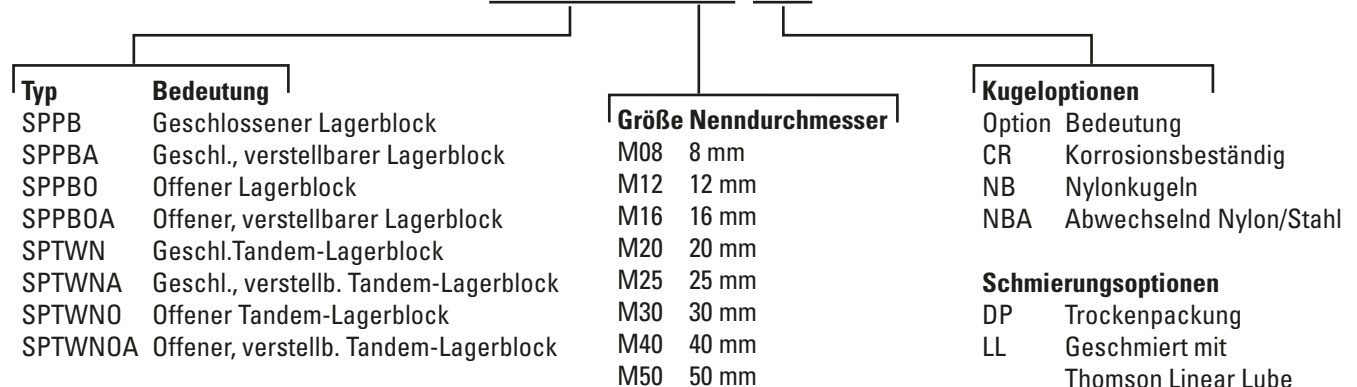 Typ Bedeutung
SPPB Geschlossener Lagerblock
SPPBA Geschl., verstellbarer Lagerblock
SPPBO Offener Lagerblock
SPPBOA Offener, verstellbarer Lagerblock
SPTWN Geschl.Tandem-Lagerblock
SPTWNA Geschl., verstellb. Tandem-Lagerblock
SPTWNO Offener Tandem-Lagerblock
SPTWNOA Offener, verstellb. Tandem-Lagerblock
Größe Nenndurchmesser
M08 8 mm
M12 12 mm
M16 16 mm
M20 20 mm
M25 25 mm
M30 30 mm
M40 40 mm
M50 50 mm
Kugeloptionen
Option Bedeutung
CR Korrosionsbeständig
NB Nylonkugeln
NBA Abwechselnd Nylon/Stahl
Schmierungsoptionen
DP Trockenpackung
LL Geschmiert mit
Thomson Linear Lube